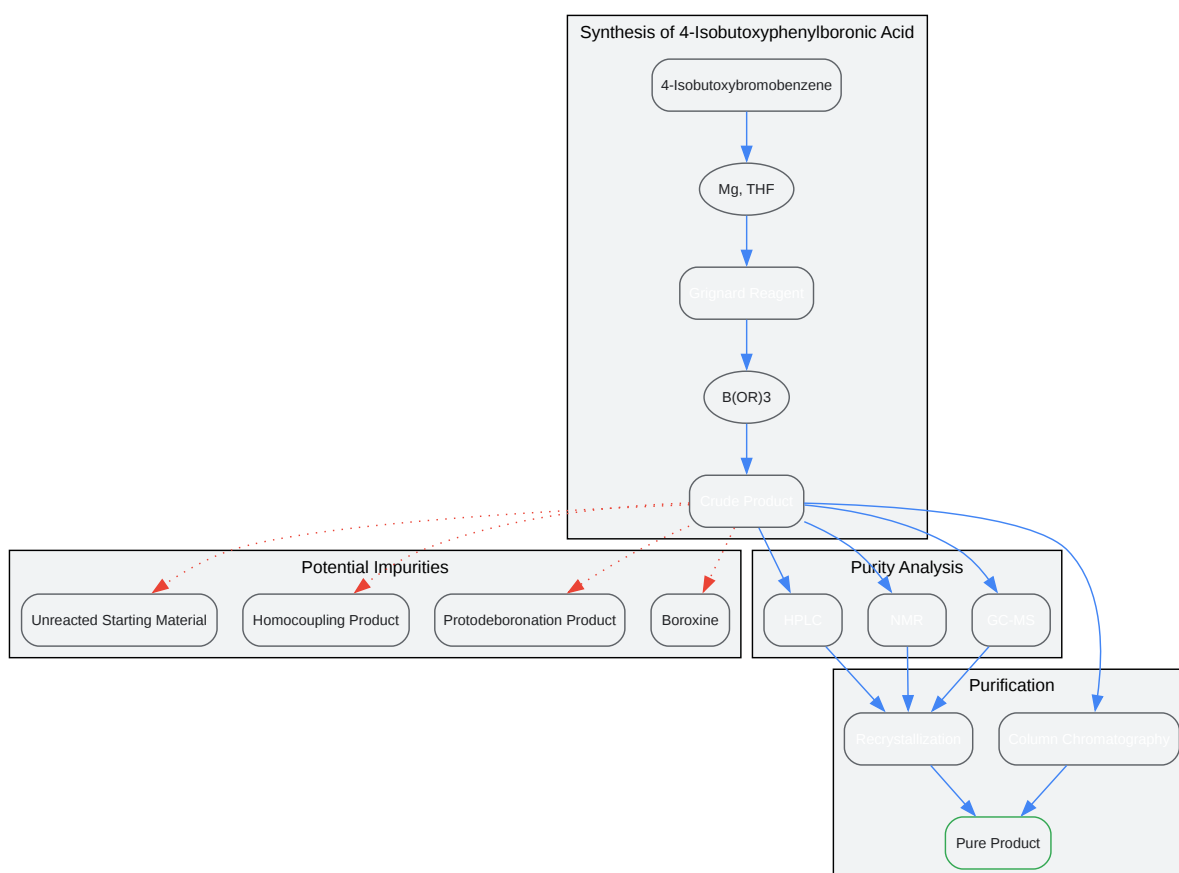 Synthesis of 4-Isobutoxyphenylboronic Acid
4-Isobutoxybromobenzene
Mg, THF
Grignard Reagent
B(OR)3
Crude Product
Potential Impurities
Unreacted Starting Material
Homocoupling Product
Protodeboronation Product
Boroxine
Purity Analysis
HPLC
NMR
GC-MS
Purification
Recrystallization
Column Chromatography
Pure Product